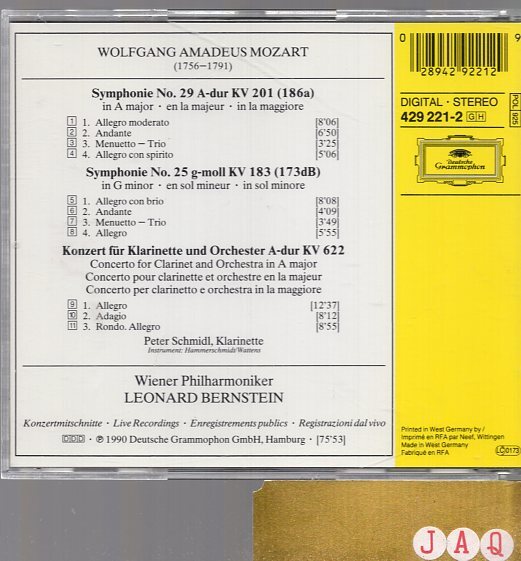 WOLFGANG AMADEUS MOZART
(1756–1791)
Symphonie No. 29 A-dur KV 201 (186a)
in A major · en la majeur · in la maggiore
1 1. Allegro moderato [8'06]
2 2. Andante [6'50]
3 3. Menuetto – Trio [3'25]
4 4. Allegro con spirito [5'06]
Symphonie No. 25 g-moll KV 183 (173dB)
in G minor · en sol mineur · in sol minore
5 1. Allegro con brio [8'08]
6 2. Andante [4'09]
7 3. Menuetto – Trio [3'49]
8 4. Allegro [5'55]
Konzert für Klarinette und Orchester A-dur KV 622
Concerto for Clarinet and Orchestra in A major
Concerto pour clarinette et orchestre en la majeur
Concerto per clarinetto e orchestra in la maggiore
9 1. Allegro [12'37]
10 2. Adagio [8'12]
11 3. Rondo. Allegro [8'55]
Peter Schmidl, Klarinette
Instrument: Hammerschmidt/Wattens
Wiener Philharmoniker
LEONARD BERNSTEIN
Konzertmitschnitte · Live Recordings · Enregistrements publics · Registrazioni dal vivo
DDD · ℗ 1990 Deutsche Grammophon GmbH, Hamburg · [75'53]
0 28942 92212 9
DIGITAL · STEREO
429 221-2 GH
POL 925
Deutsche
Grammophon
Printed in West Germany by /
Imprimé en RFA par Neef, Wittingen
Made in West Germany
Fabriqué en RFA
LC 0173
JAQ